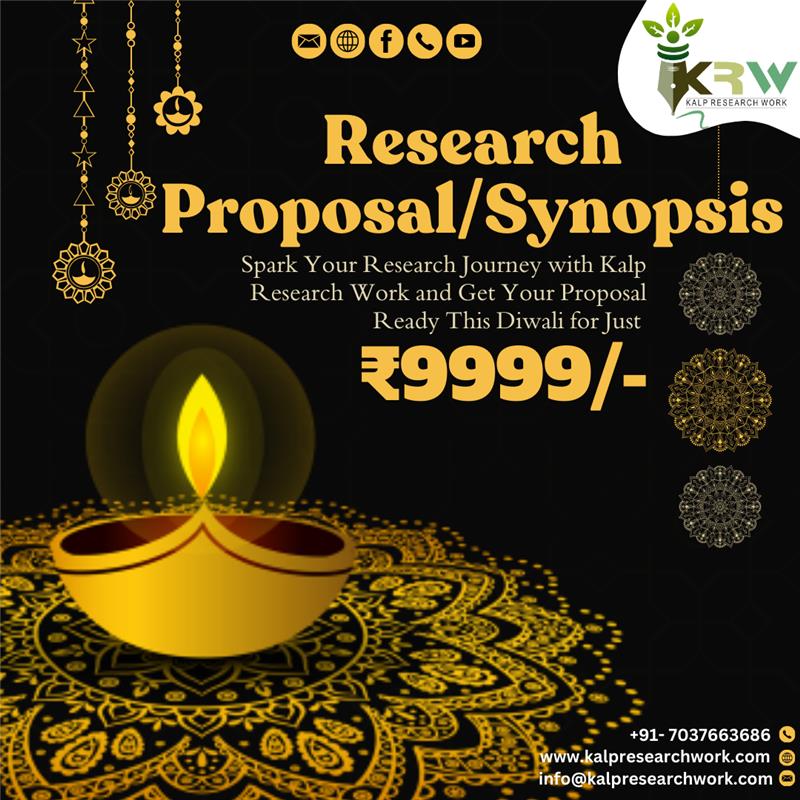 KRW
KALP RESEARCH WORK
Research
Proposal/Synopsis
Spark Your Research Journey with Kalp
Research Work and Get Your Proposal
Ready This Diwali for Just
₹9999/-
+91- 7037663686
www.kalpresearchwork.com
info@kalpresearchwork.com